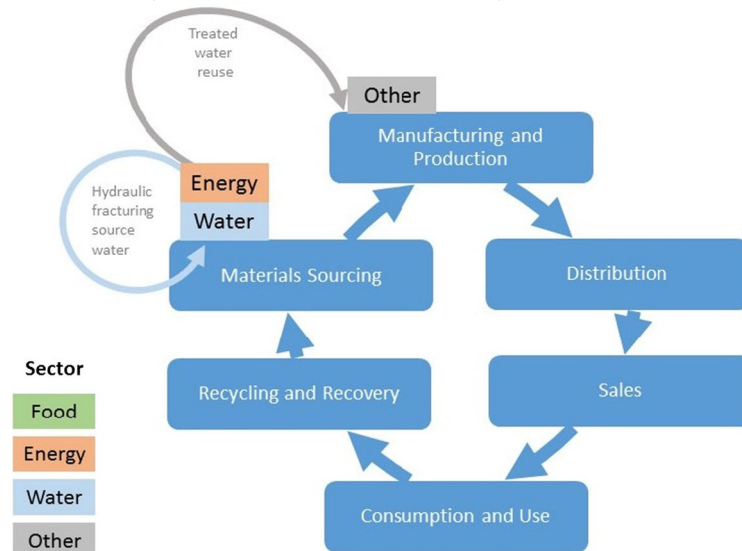 Treated
water
reuse
Other
Manufacturing and
Production
Energy
Water
Hydraulic
fracturing
source
water
Materials Sourcing
Distribution
Recycling and Recovery
Sales
Consumption and Use
Sector
Food
Energy
Water
Other